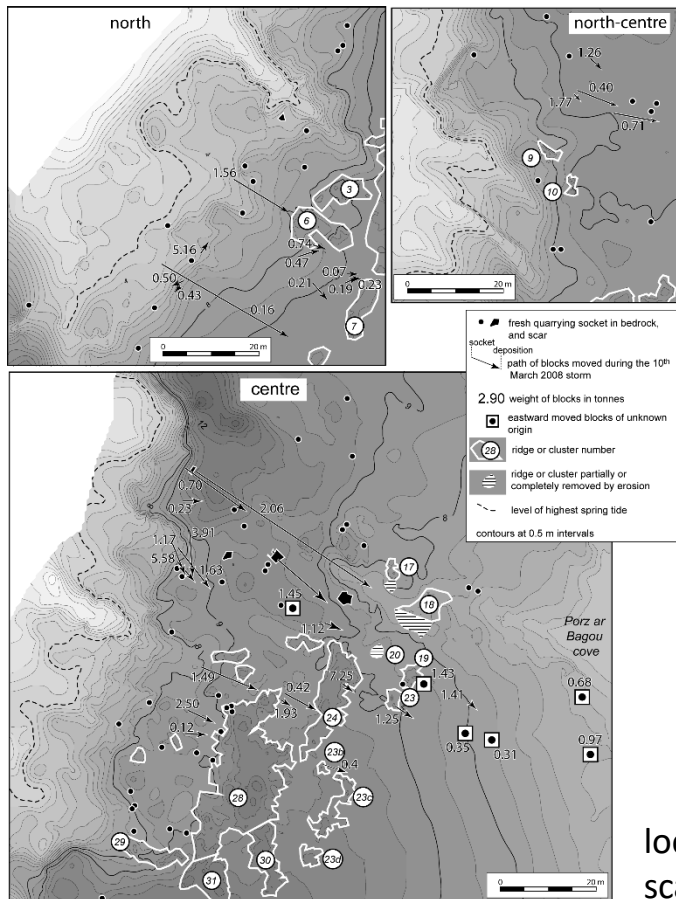 north
1.56
3
6
0.74
0.47
5.16
0.07
0.50
0.43
0.21
0.19
0.23
0.16
7
0 20 m
north-centre
1.26
0.40
1.77
0.71
9
10
0 20 m
fresh quarrying socket in bedrock,
and scar
socket
deposition
path of blocks moved during the 10th
March 2008 storm
2.90 weight of blocks in tonnes
eastward moved blocks of unknown
origin
28 ridge or cluster number
ridge or cluster partially or
completely removed by erosion
level of highest spring tide
contours at 0.5 m intervals
centre
12
9
9
8
8
0.70
0.23
2.06
3.91
1.17
5.58
1.63
17
1.45
18
1.12
Porz ar
Bagou
cove
20
19
1.49
7.25
1.43
0.68
0.42
23
1.41
2.50
1.93
24
1.25
0.12
0.35
0.31
0.97
23b
0.4
28
23c
29
30
23d
31
0 20 m
loc
sca